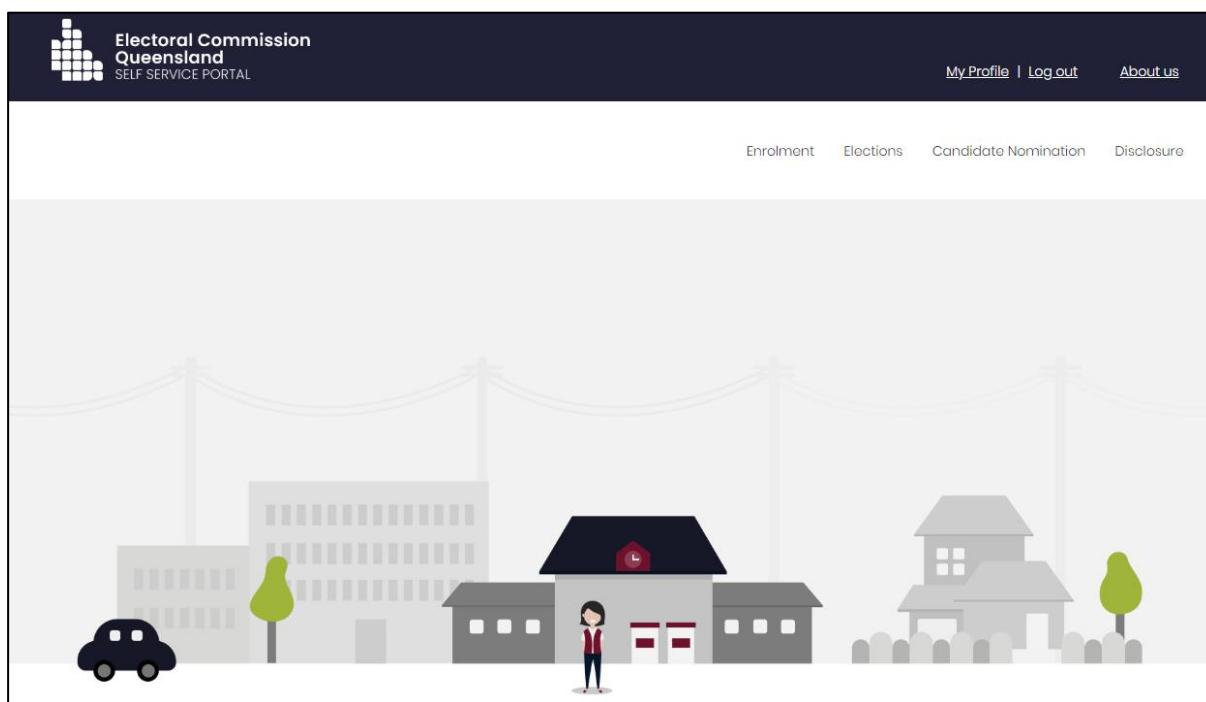 Electoral Commission
Queensland
SELF SERVICE PORTAL
My Profile | Log out About us
Enrolment Elections Candidate Nomination Disclosure